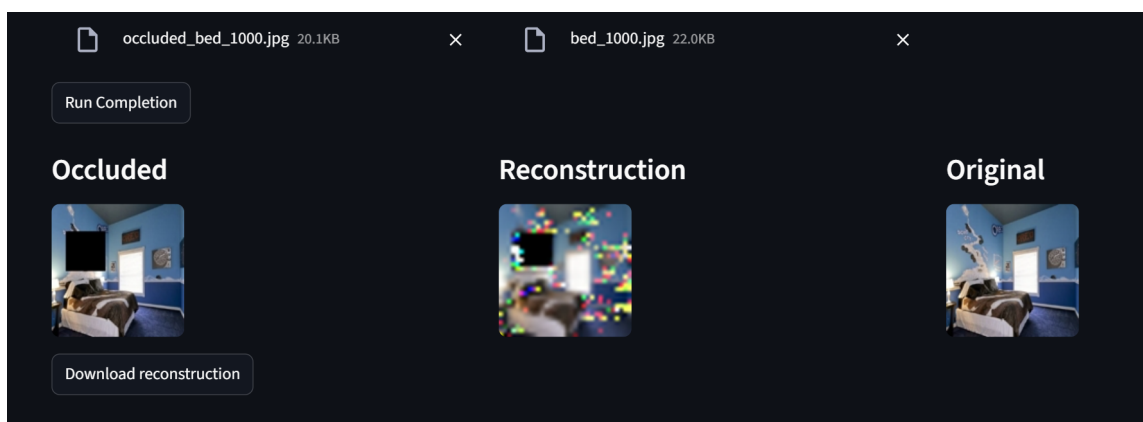 occluded_bed_1000.jpg 20.1KB
bed_1000.jpg 22.0KB
Run Completion
Occluded
Reconstruction
Original
Download reconstruction